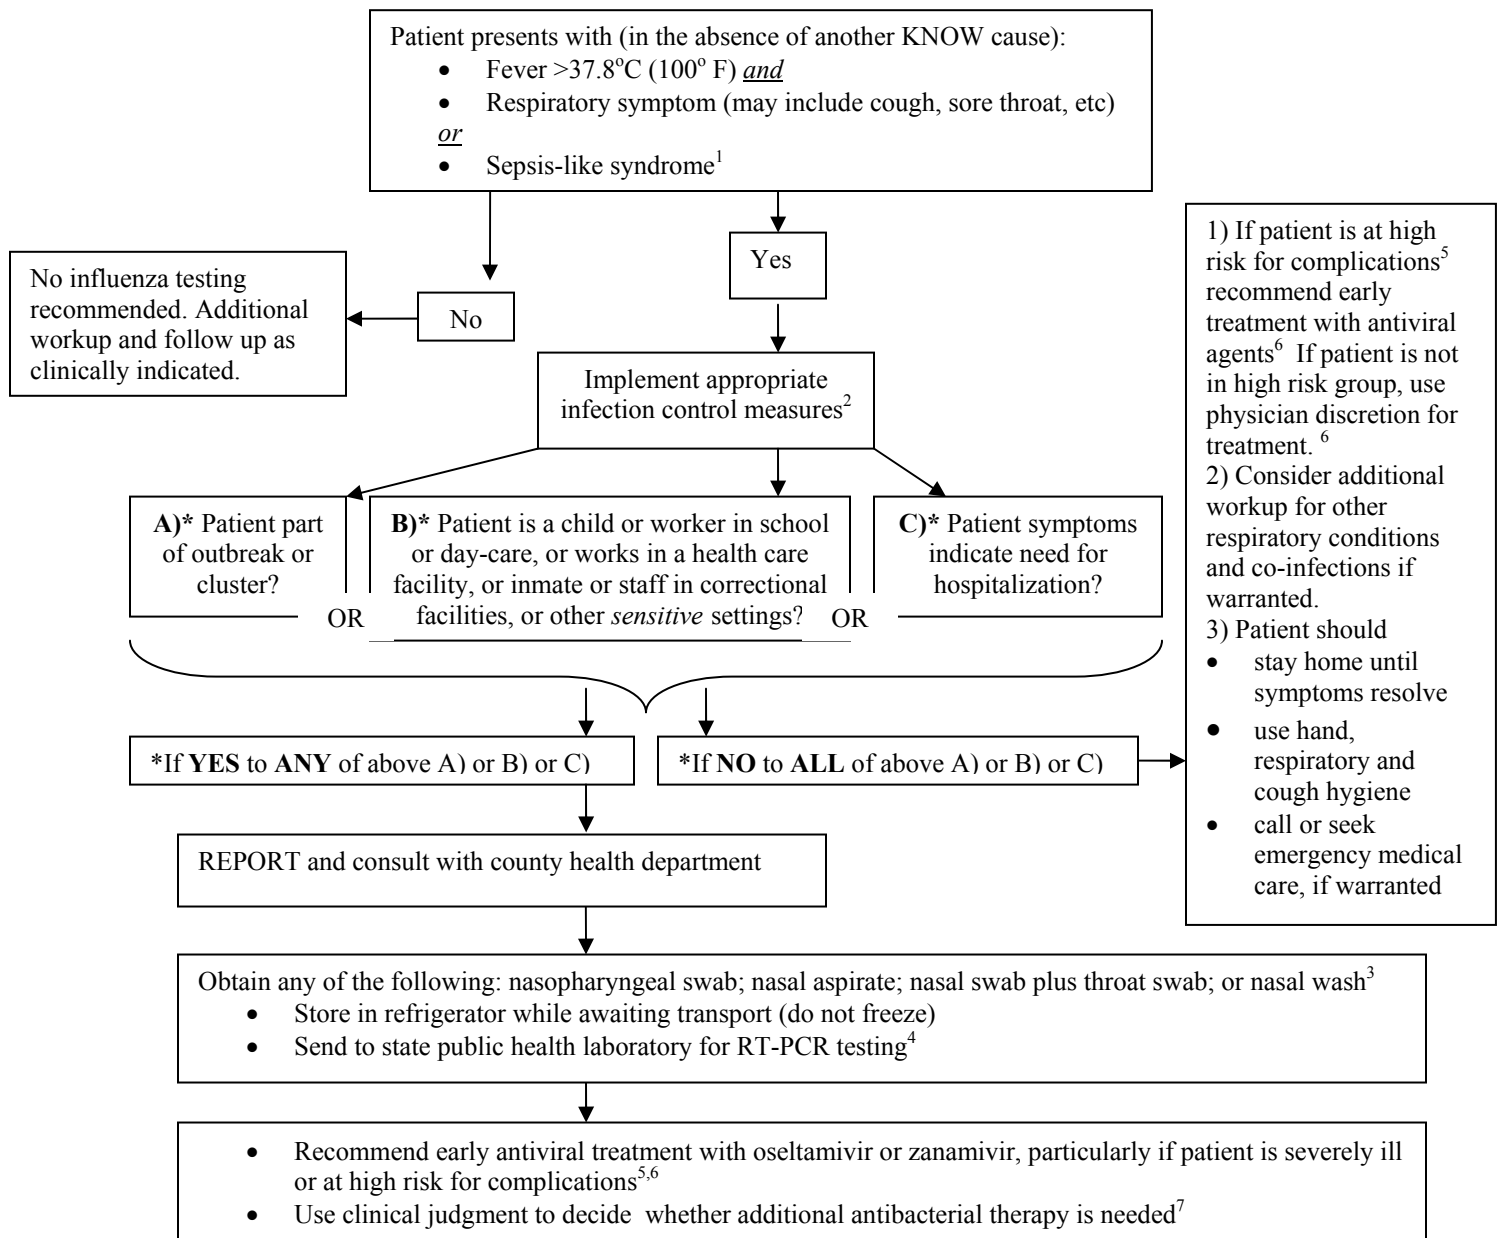 Patient presents with (in the absence of another KNOW cause):
• Fever >37.8°C (100° F) and
• Respiratory symptom (may include cough, sore throat, etc)
or
• Sepsis-like syndrome1
Yes
No
No influenza testing
recommended. Additional
workup and follow up as
clinically indicated.
Implement appropriate
infection control measures2
A)* Patient part
of outbreak or
cluster?
OR
B)* Patient is a child or worker in school
or day-care, or works in a health care
facility, or inmate or staff in correctional
facilities, or other sensitive settings?
OR
C)* Patient symptoms
indicate need for
hospitalization?
*If YES to ANY of above A) or B) or C)
*If NO to ALL of above A) or B) or C)
1) If patient is at high
risk for complications5
recommend early
treatment with antiviral
agents6 If patient is not
in high risk group, use
physician discretion for
treatment. 6
2) Consider additional
workup for other
respiratory conditions
and co-infections if
warranted.
3) Patient should
• stay home until
symptoms resolve
• use hand,
respiratory and
cough hygiene
• call or seek
emergency medical
care, if warranted
REPORT and consult with county health department
Obtain any of the following: nasopharyngeal swab; nasal aspirate; nasal swab plus throat swab; or nasal wash3
• Store in refrigerator while awaiting transport (do not freeze)
• Send to state public health laboratory for RT-PCR testing4
• Recommend early antiviral treatment with oseltamivir or zanamivir, particularly if patient is severely ill
or at high risk for complications5,6
• Use clinical judgment to decide whether additional antibacterial therapy is needed7